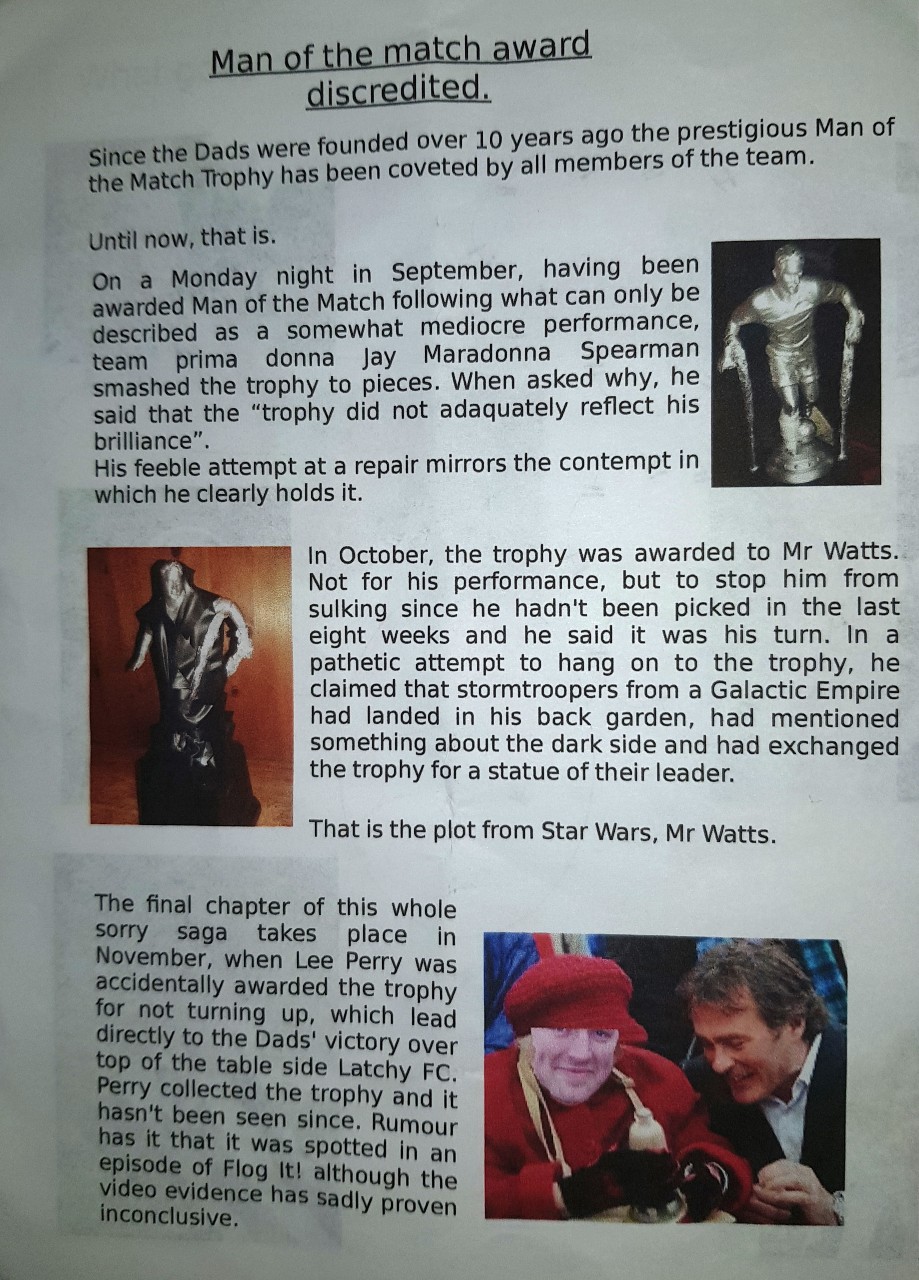 Man of the match award
discredited.
Since the Dads were founded over 10 years ago the prestigious Man of
the Match Trophy has been coveted by all members of the team.
Until now, that is.
On a Monday night in September, having been
awarded Man of the Match following what can only be
described as a somewhat mediocre performance,
team prima donna Jay Maradonna Spearman
smashed the trophy to pieces. When asked why, he
said that the “trophy did not adaquately reflect his
brilliance”.
His feeble attempt at a repair mirrors the contempt in
which he clearly holds it.
In October, the trophy was awarded to Mr Watts.
Not for his performance, but to stop him from
sulking since he hadn't been picked in the last
eight weeks and he said it was his turn. In a
pathetic attempt to hang on to the trophy, he
claimed that stormtroopers from a Galactic Empire
had landed in his back garden, had mentioned
something about the dark side and had exchanged
the trophy for a statue of their leader.
That is the plot from Star Wars, Mr Watts.
The final chapter of this whole
sorry saga takes place in
November, when Lee Perry was
accidentally awarded the trophy
for not turning up, which lead
directly to the Dads' victory over
top of the table side Latchy FC.
Perry collected the trophy and it
hasn't been seen since. Rumour
has it that it was spotted in an
episode of Flog It! although the
video evidence has sadly proven
inconclusive.